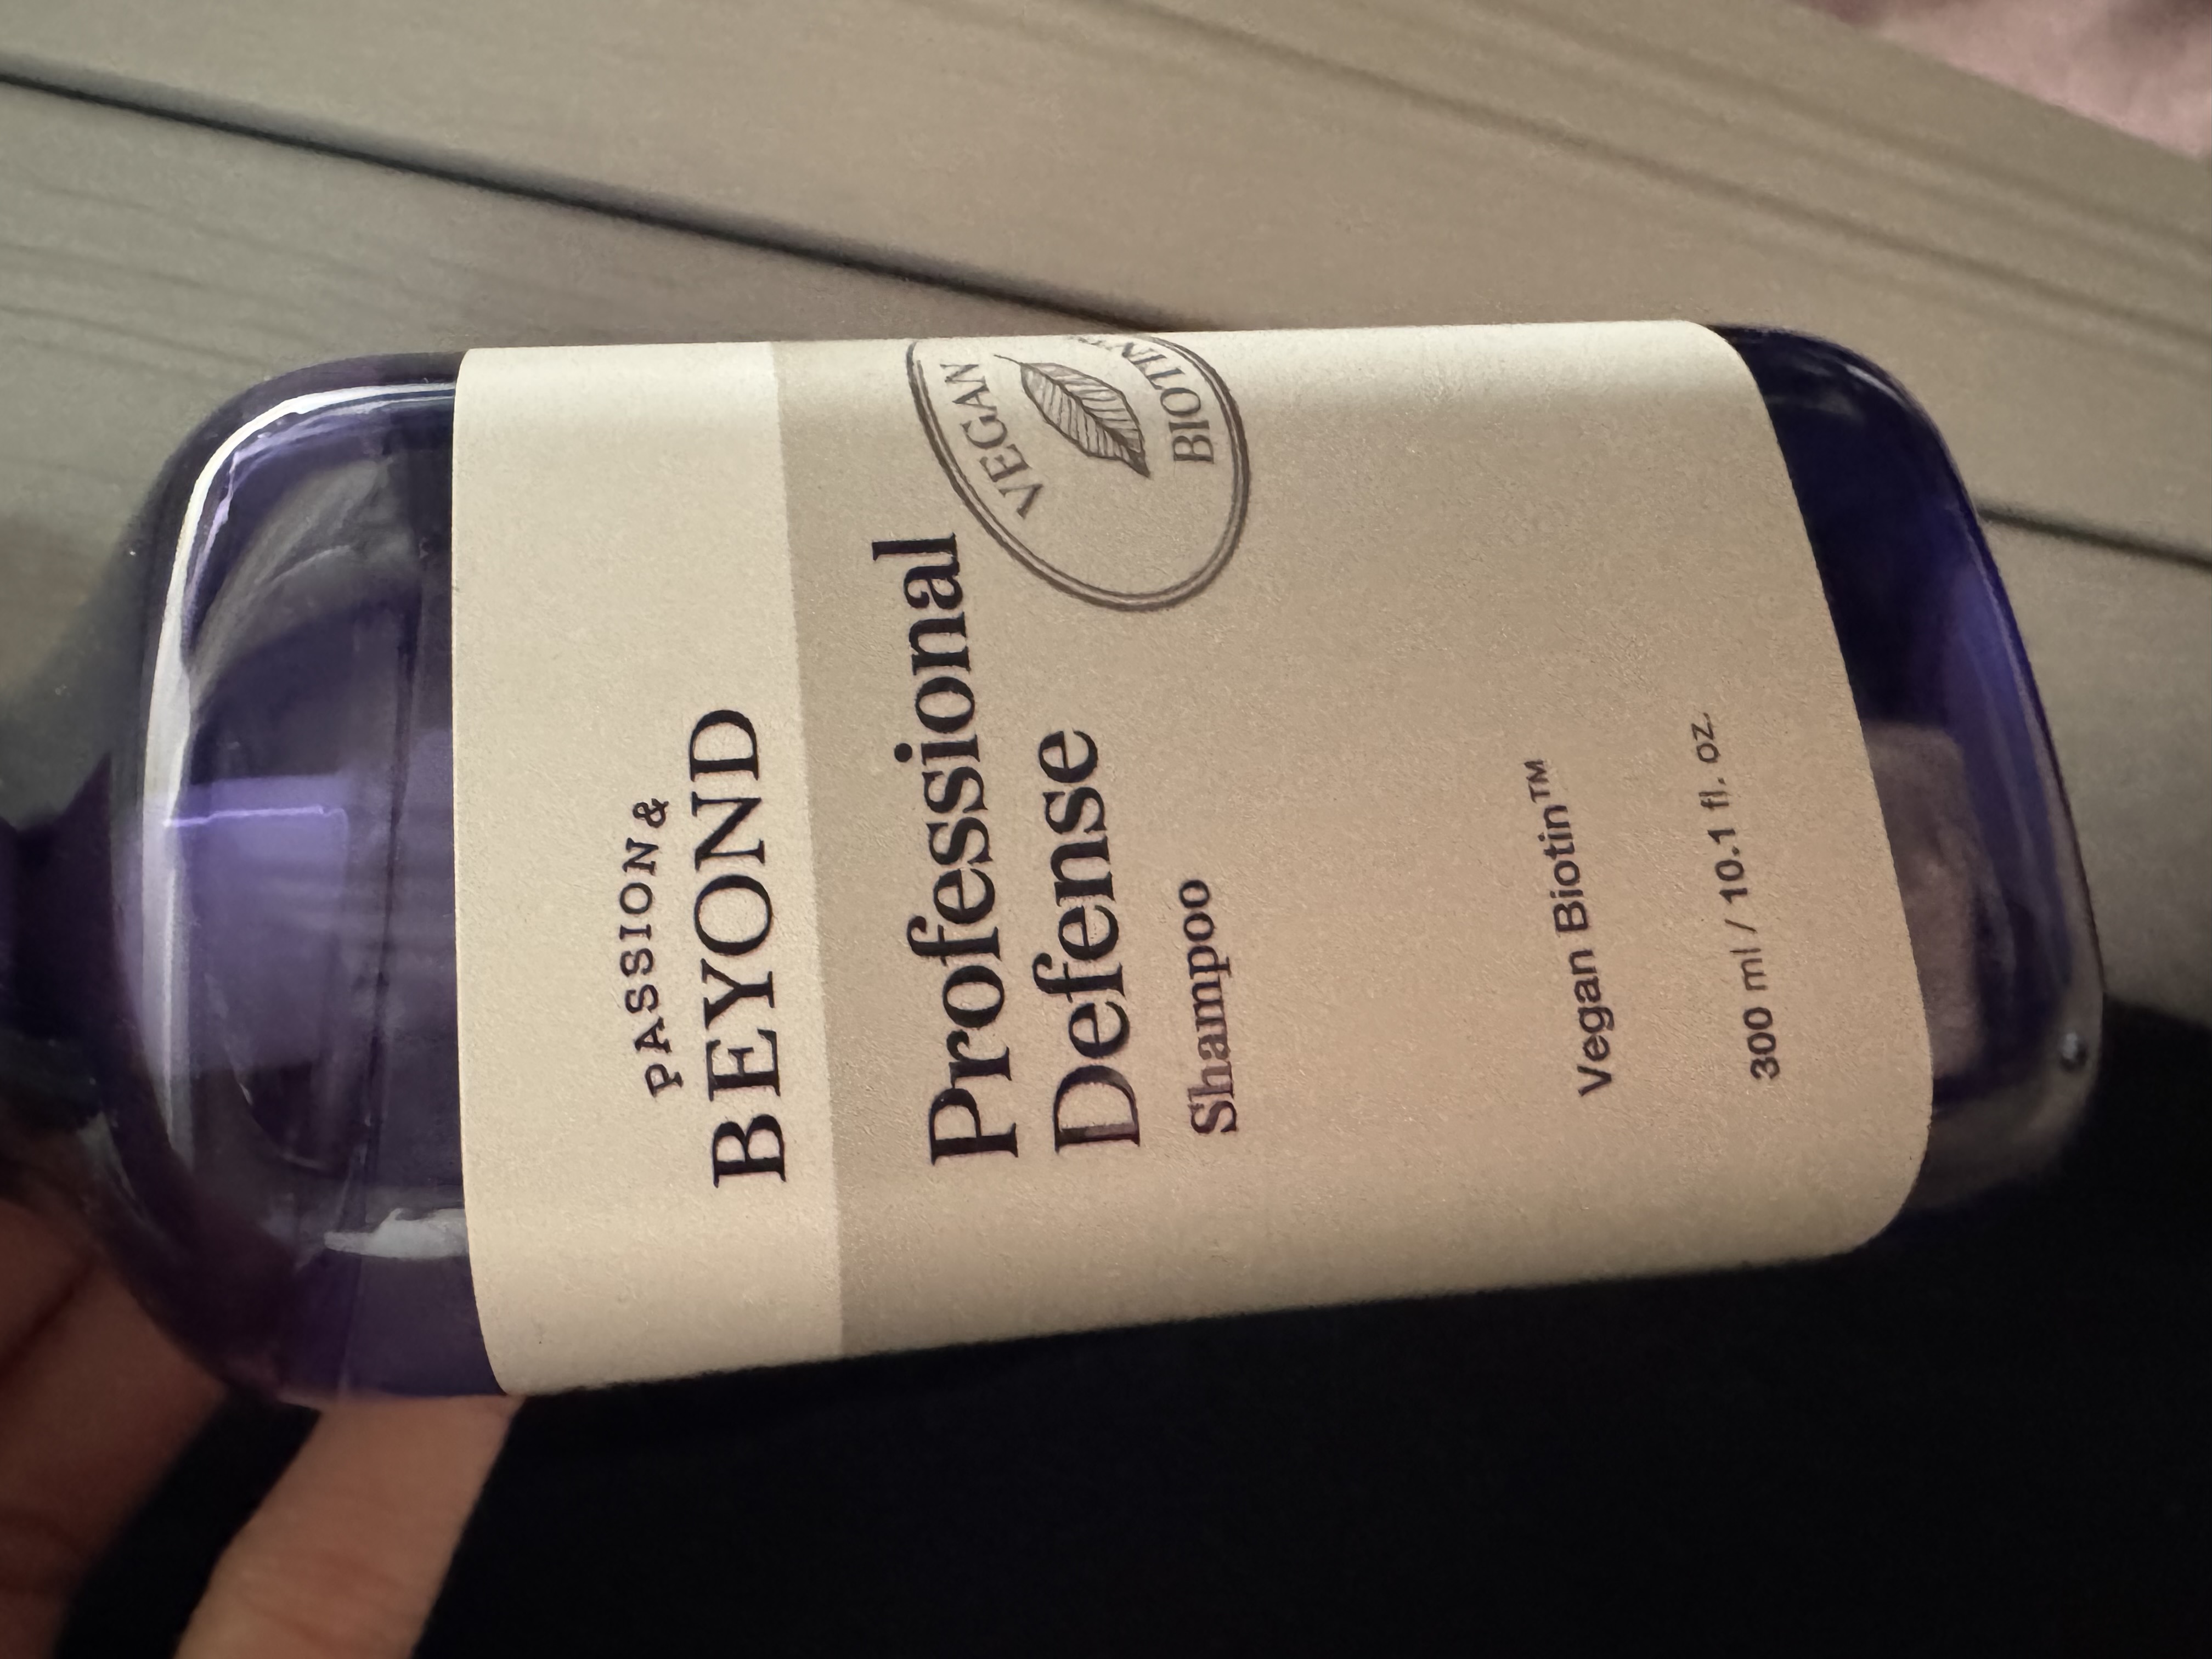 PASSION &
BEYOND
Professional
Defense
Shampoo
VEGAN
BIOTIN
Vegan Biotin™
300 ml / 10.1 fl. oz.